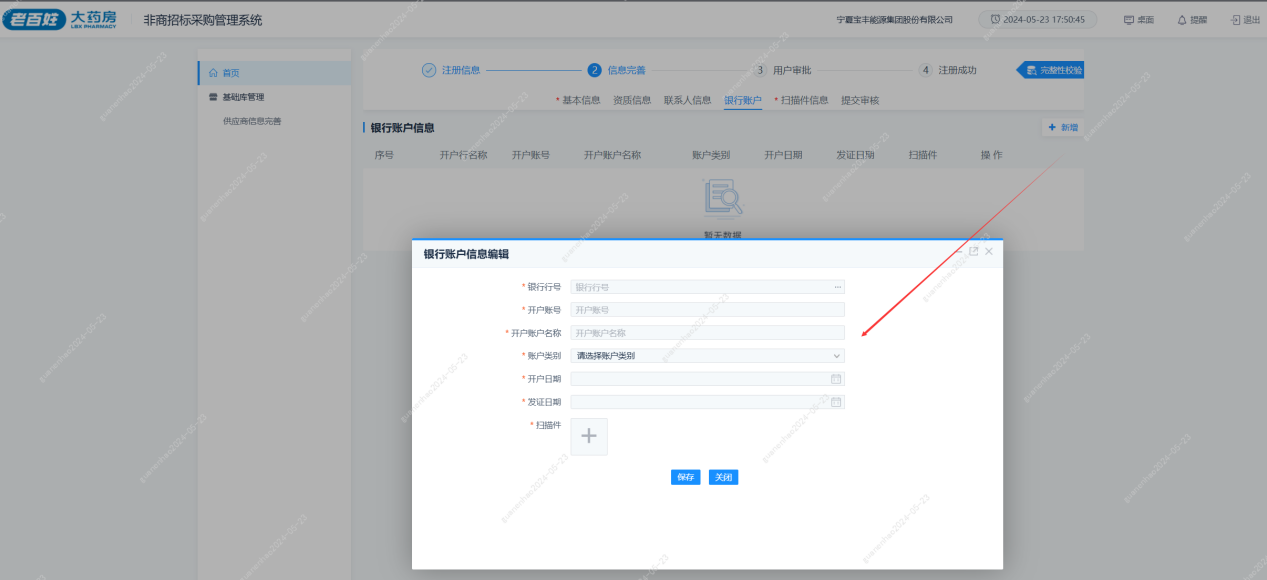 老百姓 大药房 LBX PHARMACY 非商招标采购管理系统 宁夏宝丰能源集团股份有限公司 2024-05-23 17:50:45 桌面 提醒 退出
首页
基础库管理
供应商信息完善
注册信息 2 信息完善 3 用户审批 4 注册成功 完整性校验
* 基本信息 资质信息 联系人信息 银行账户 * 扫描件信息 提交审核
银行账户信息 + 新增
序号 开户行名称 开户账号 开户账户名称 账户类别 开户日期 发证日期 扫描件 操作
暂无数据
银行账户信息编辑
* 银行行号 银行行号 ...
* 开户账号 开户账号
* 开户账户名称 开户账户名称
* 账户类别 请选择账户类别
* 开户日期
* 发证日期
* 扫描件
保存 关闭